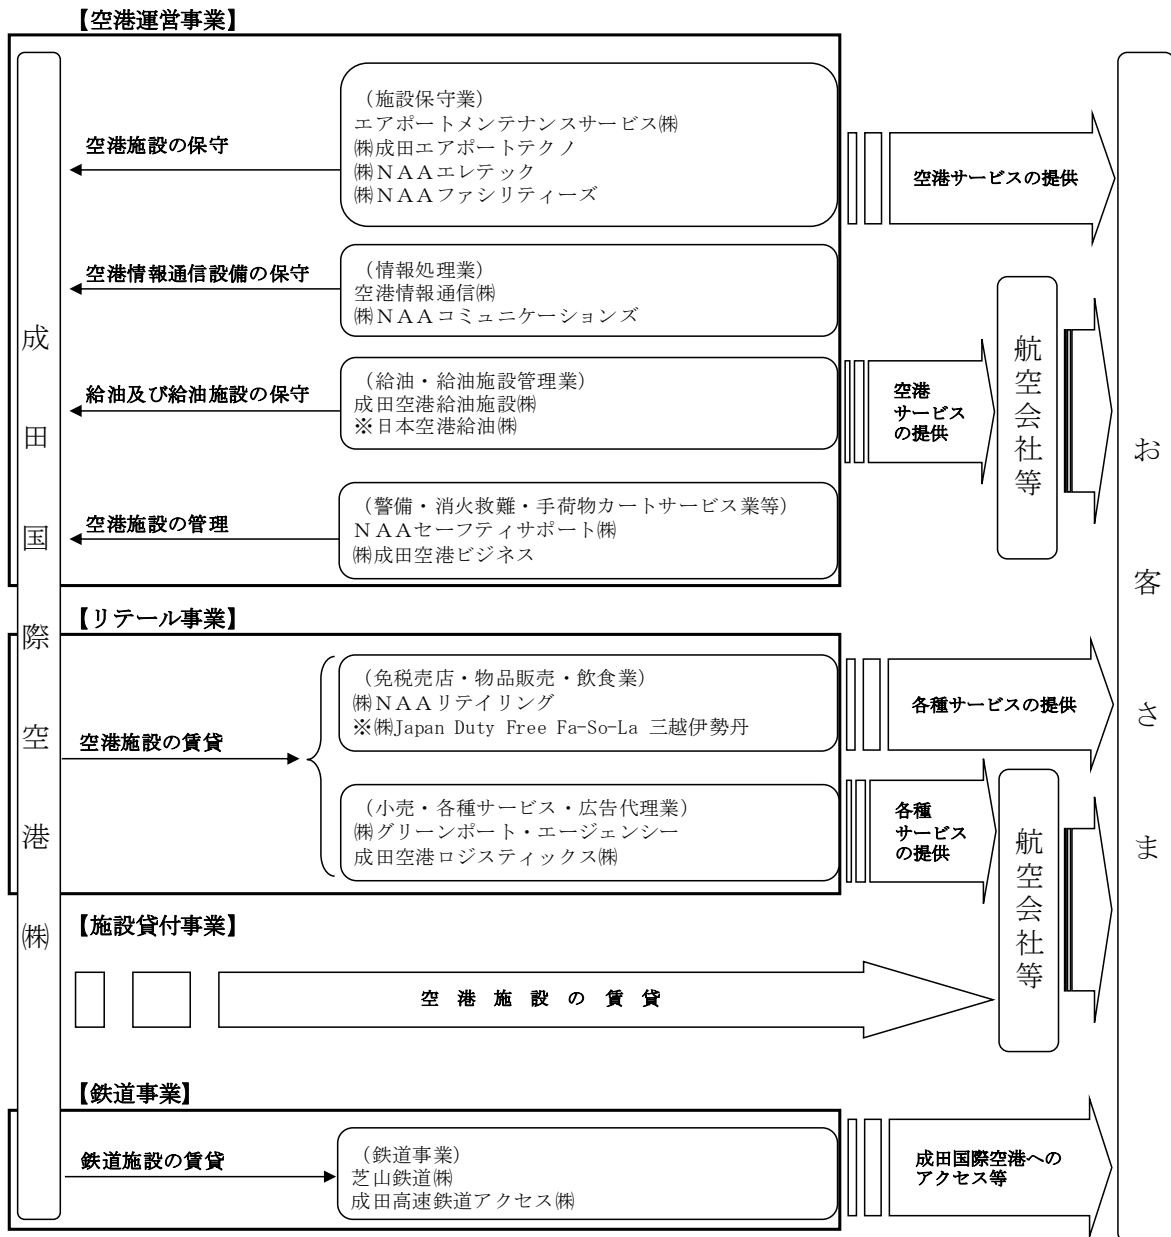 【空港運営事業】
（施設保守業）
エアポートメンテナンスサービス㈱
㈱成田エアポートテクノ
㈱ＮＡＡエレテック
㈱ＮＡＡファシリティーズ
空港施設の保守
空港サービスの提供
（情報処理業）
空港情報通信㈱
㈱ＮＡＡコミュニケーションズ
空港情報通信設備の保守
（給油・給油施設管理業）
成田空港給油施設㈱
※日本空港給油㈱
給油及び給油施設の保守
空港
サービス
の提供
航空会社等
（警備・消火救難・手荷物カートサービス業等）
ＮＡＡセーフティサポート㈱
㈱成田空港ビジネス
空港施設の管理
成田国際空港㈱
お客さま
【リテール事業】
（免税売店・物品販売・飲食業）
㈱ＮＡＡリテイリング
※㈱Japan Duty Free Fa-So-La 三越伊勢丹
各種サービスの提供
空港施設の賃貸
（小売・各種サービス・広告代理業）
㈱グリーンポート・エージェンシー
成田空港ロジスティックス㈱
各種
サービス
の提供
航空会社等
【施設貸付事業】
空港施設の賃貸
【鉄道事業】
鉄道施設の賃貸
（鉄道事業）
芝山鉄道㈱
成田高速鉄道アクセス㈱
成田国際空港への
アクセス等